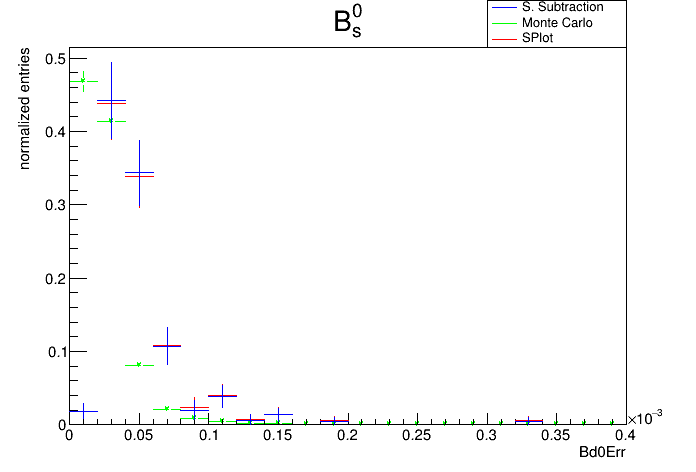 B⁰ₛ
S. Subtraction
Monte Carlo
SPlot
normalized entries
0.5
0.4
0.3
0.2
0.1
0
0 0.05 0.1 0.15 0.2 0.25 0.3 0.35 0.4
×10⁻³
Bd0Err